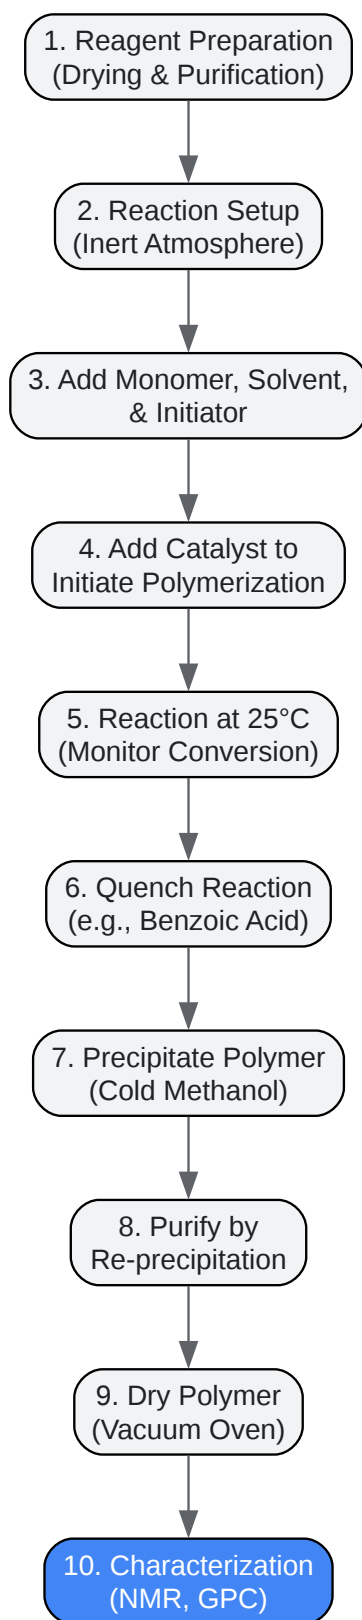 1. Reagent Preparation
(Drying & Purification)
2. Reaction Setup
(Inert Atmosphere)
3. Add Monomer, Solvent,
& Initiator
4. Add Catalyst to
Initiate Polymerization
5. Reaction at 25°C
(Monitor Conversion)
6. Quench Reaction
(e.g., Benzoic Acid)
7. Precipitate Polymer
(Cold Methanol)
8. Purify by
Re-precipitation
9. Dry Polymer
(Vacuum Oven)
10. Characterization
(NMR, GPC)